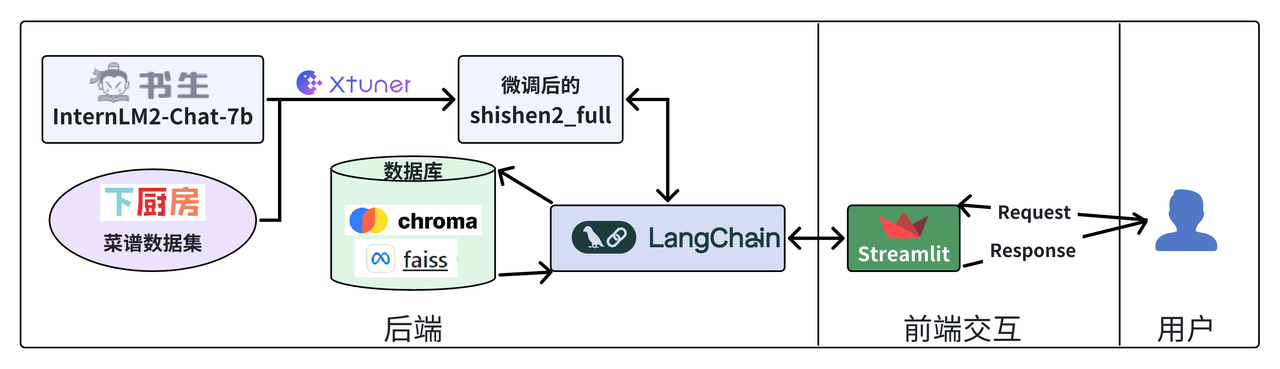 书生
InternLM2-Chat-7b
Xtuner
微调后的
shishen2_full
下厨房
菜谱数据集
数据库
chroma
faiss
LangChain
Streamlit
Request
Response
后端
前端交互
用户